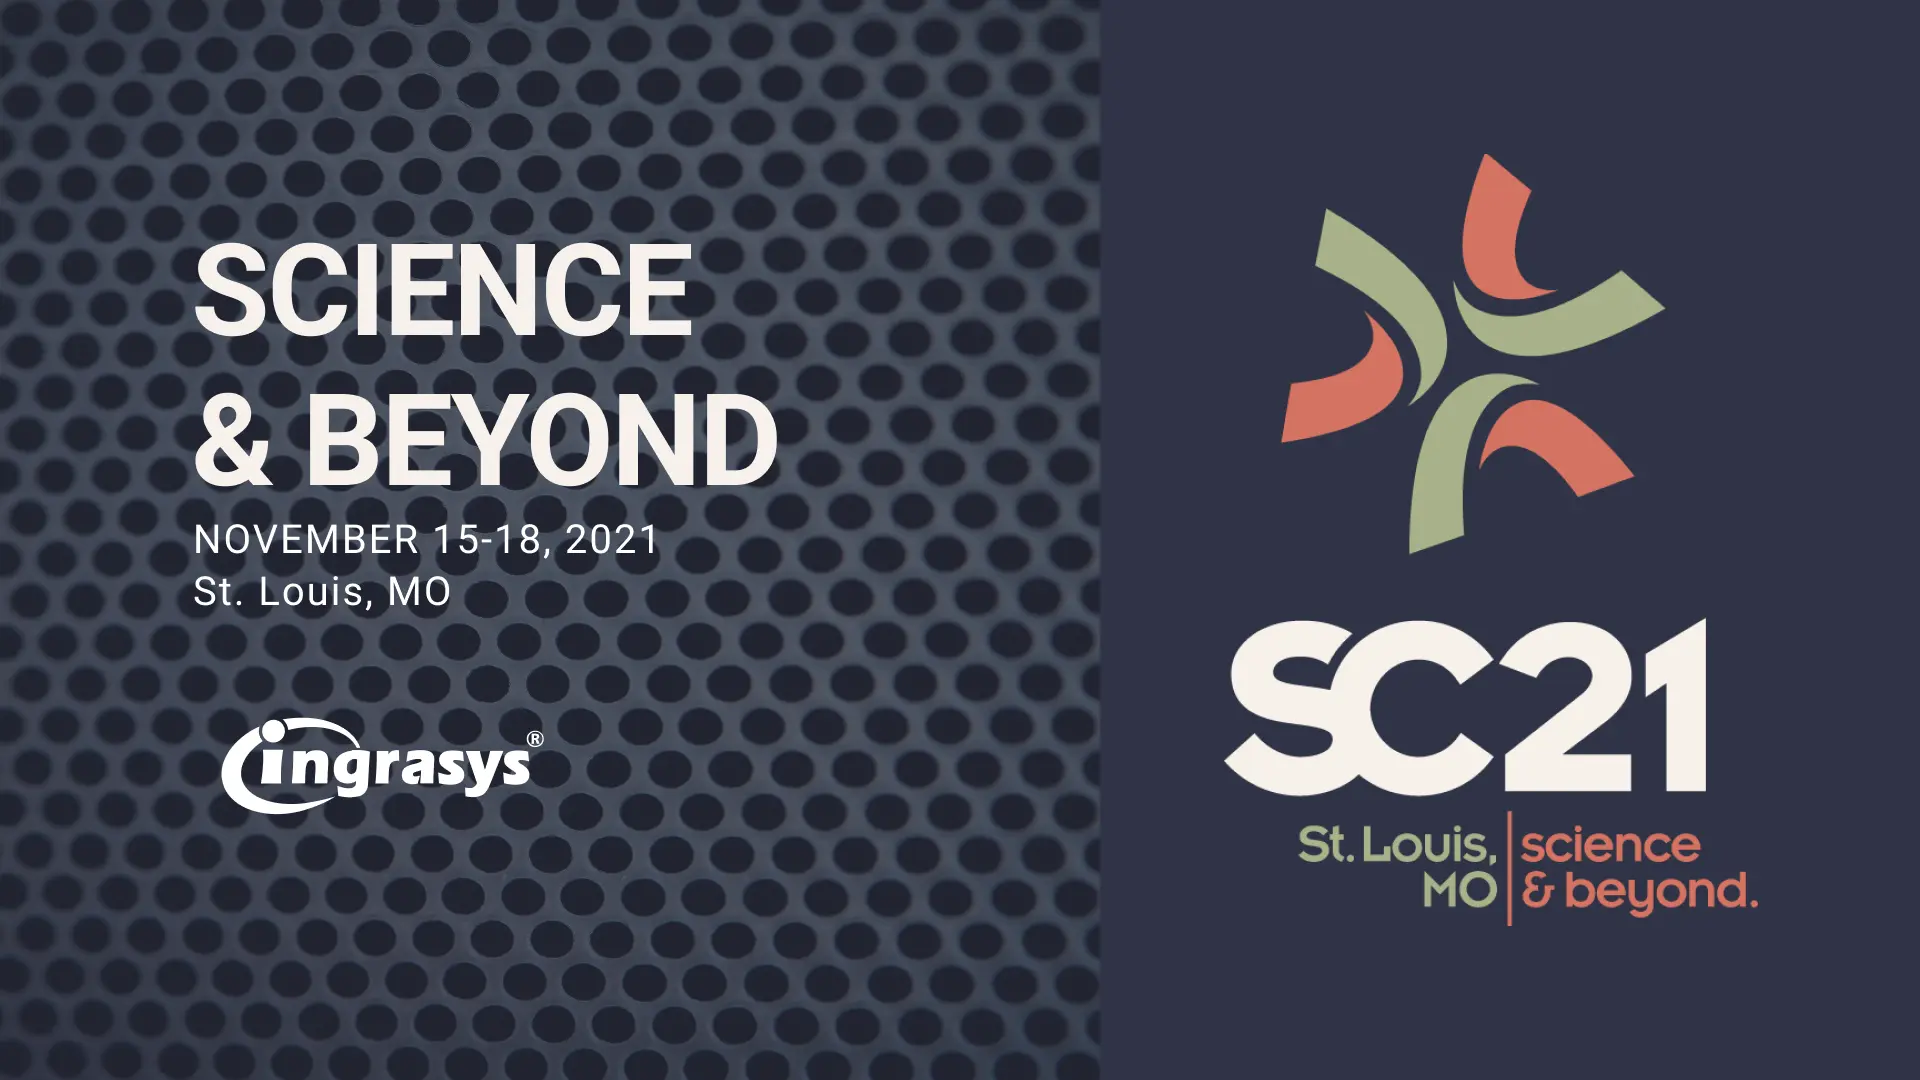 SCIENCE
& BEYOND
NOVEMBER 15-18, 2021
St. Louis, MO
ingrasys®
SC21
St. Louis, MO
science & beyond.